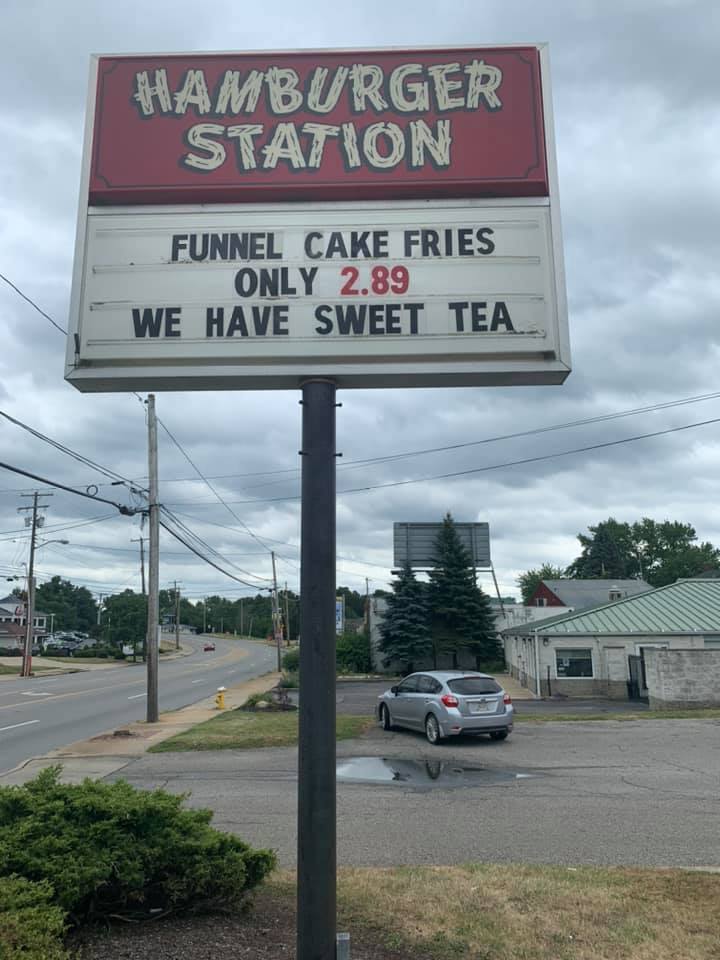 HAMBURGER
STATION
FUNNEL CAKE FRIES
ONLY 2.89
WE HAVE SWEET TEA